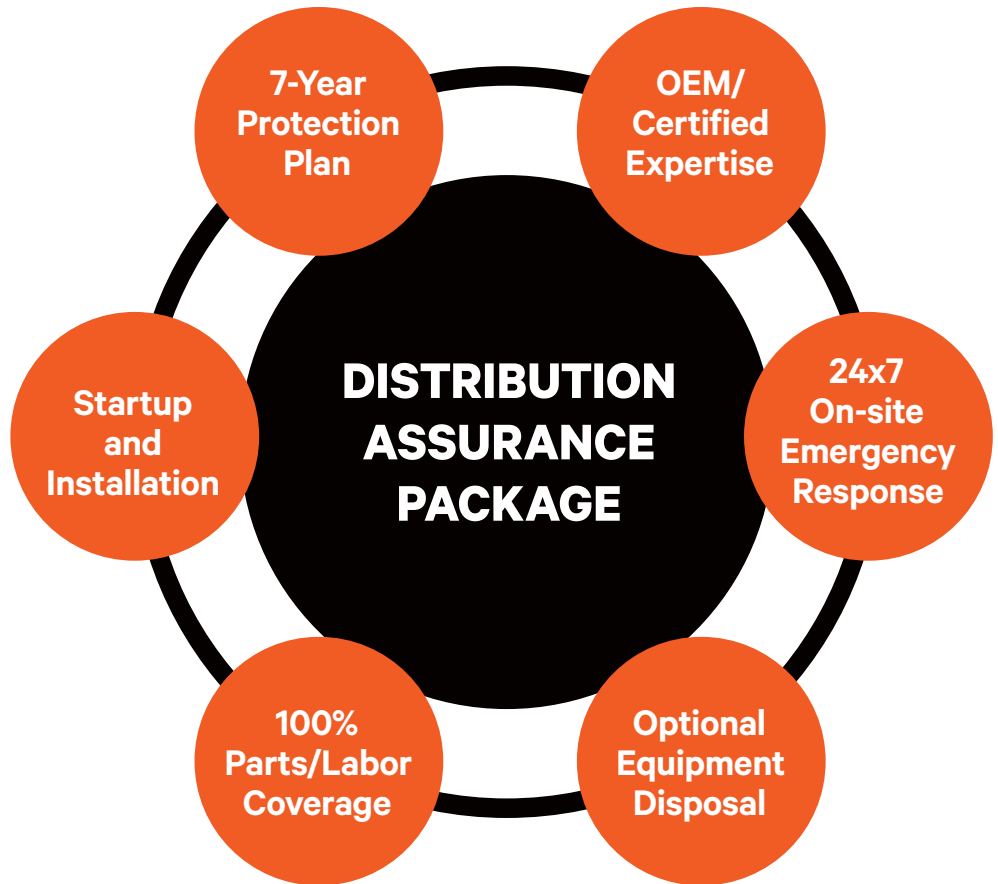 7-Year
Protection
Plan
OEM/
Certified
Expertise
Startup
and
Installation
DISTRIBUTION
ASSURANCE
PACKAGE
24x7
On-site
Emergency
Response
100%
Parts/Labor
Coverage
Optional
Equipment
Disposal